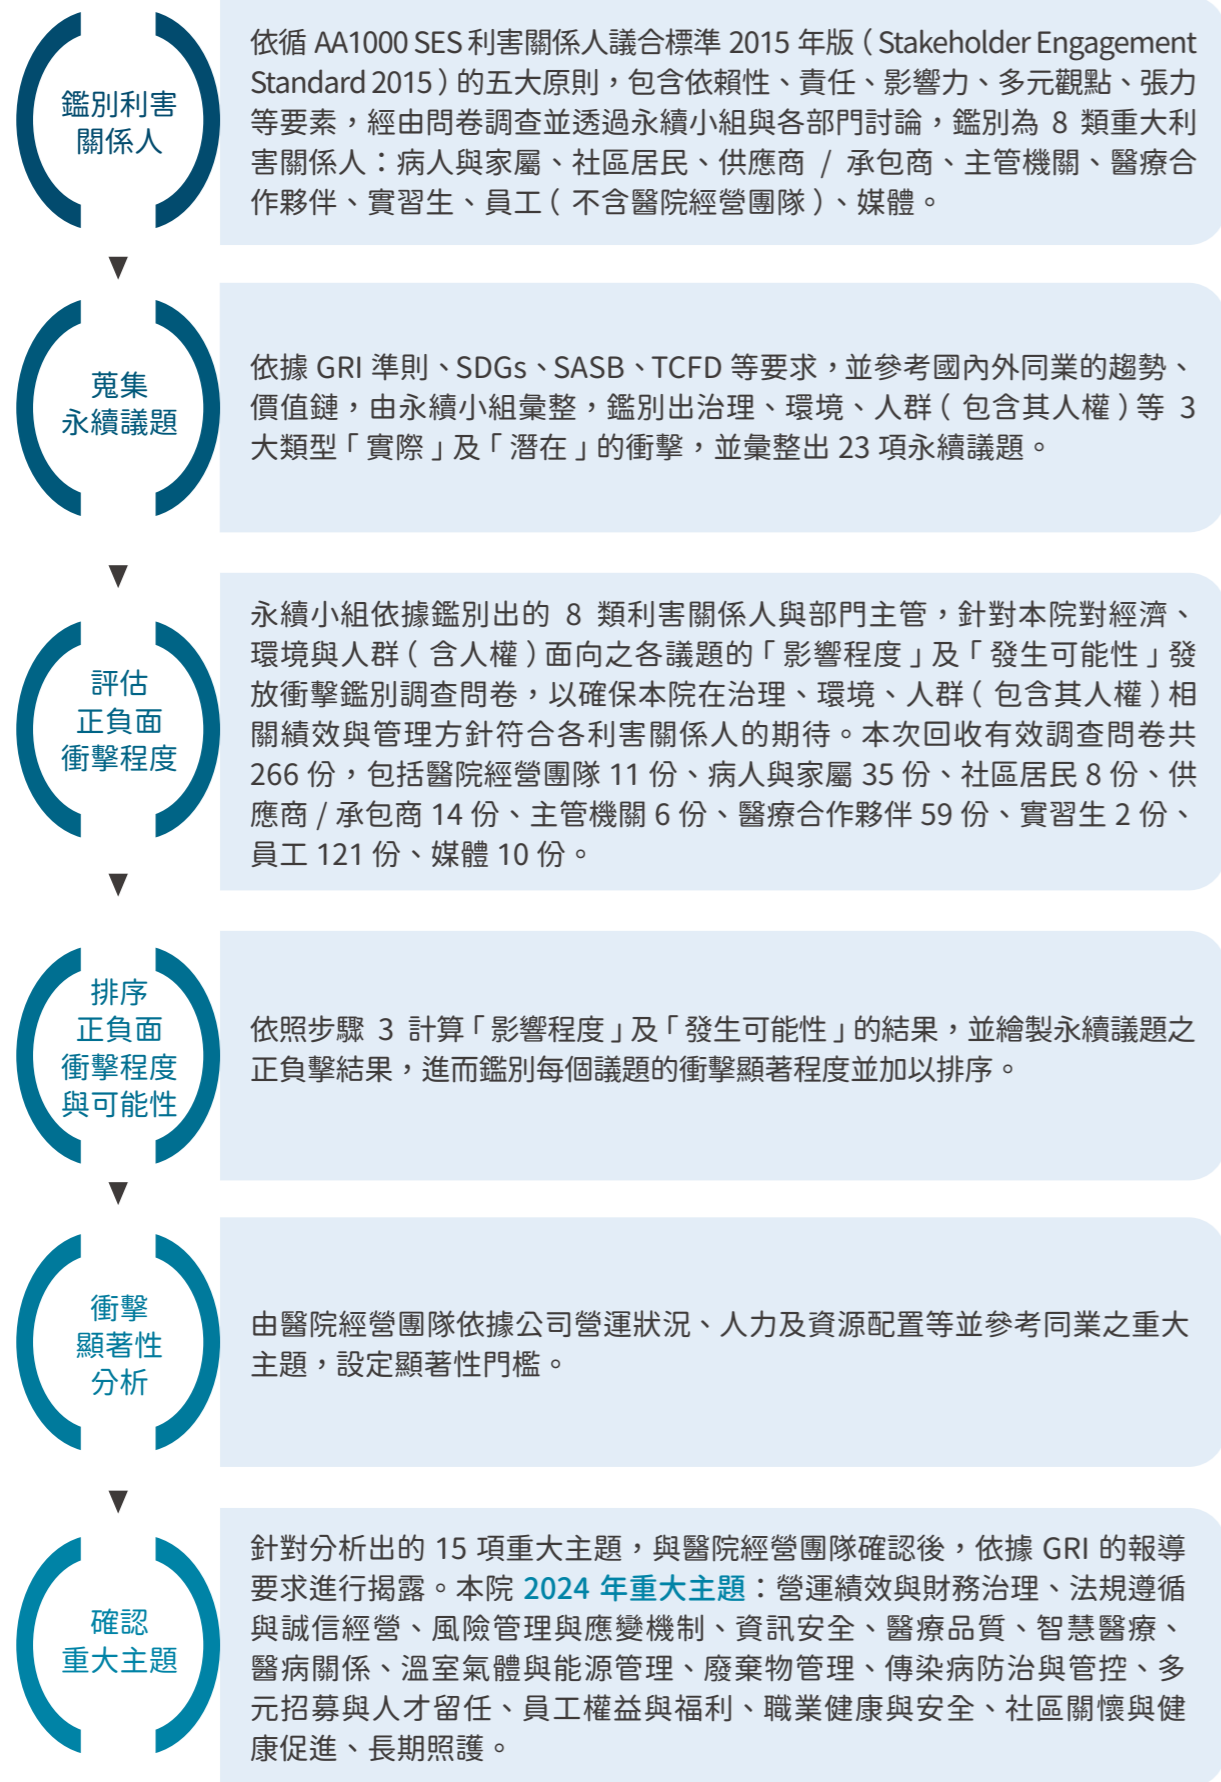 鑑別利害
關係人
依循 AA1000 SES 利害關係人議合標準 2015 年版（Stakeholder Engagement
Standard 2015）的五大原則，包含依賴性、責任、影響力、多元觀點、張力
等要素，經由問卷調查並透過永續小組與各部門討論，鑑別為 8 類重大利
害關係人：病人與家屬、社區居民、供應商 / 承包商、主管機關、醫療合
作夥伴、實習生、員工（不含醫院經營團隊）、媒體。
蒐集
永續議題
依據 GRI 準則、SDGs、SASB、TCFD 等要求，並參考國內外同業的趨勢、
價值鏈，由永續小組彙整，鑑別出治理、環境、人群（包含其人權）等 3
大類型「實際」及「潛在」的衝擊，並彙整出 23 項永續議題。
評估
正負面
衝擊程度
永續小組依據鑑別出的 8 類利害關係人與部門主管，針對本院對經濟、
環境與人群（含人權）面向之各議題的「影響程度」及「發生可能性」發
放衝擊鑑別調查問卷，以確保本院在治理、環境、人群（包含其人權）相
關績效與管理方針符合各利害關係人的期待。本次回收有效調查問卷共
266 份，包括醫院經營團隊 11 份、病人與家屬 35 份、社區居民 8 份、供
應商 / 承包商 14 份、主管機關 6 份、醫療合作夥伴 59 份、實習生 2 份、
員工 121 份、媒體 10 份。
排序
正負面
衝擊程度
與可能性
依照步驟 3 計算「影響程度」及「發生可能性」的結果，並繪製永續議題之
正負擊結果，進而鑑別每個議題的衝擊顯著程度並加以排序。
衝擊
顯著性
分析
由醫院經營團隊依據公司營運狀況、人力及資源配置等並參考同業之重大
主題，設定顯著性門檻。
確認
重大主題
針對分析出的 15 項重大主題，與醫院經營團隊確認後，依據 GRI 的報導
要求進行揭露。本院 2024 年重大主題：營運績效與財務治理、法規遵循
與誠信經營、風險管理與應變機制、資訊安全、醫療品質、智慧醫療、
醫病關係、溫室氣體與能源管理、廢棄物管理、傳染病防治與管控、多
元招募與人才留任、員工權益與福利、職業健康與安全、社區關懷與健
康促進、長期照護。